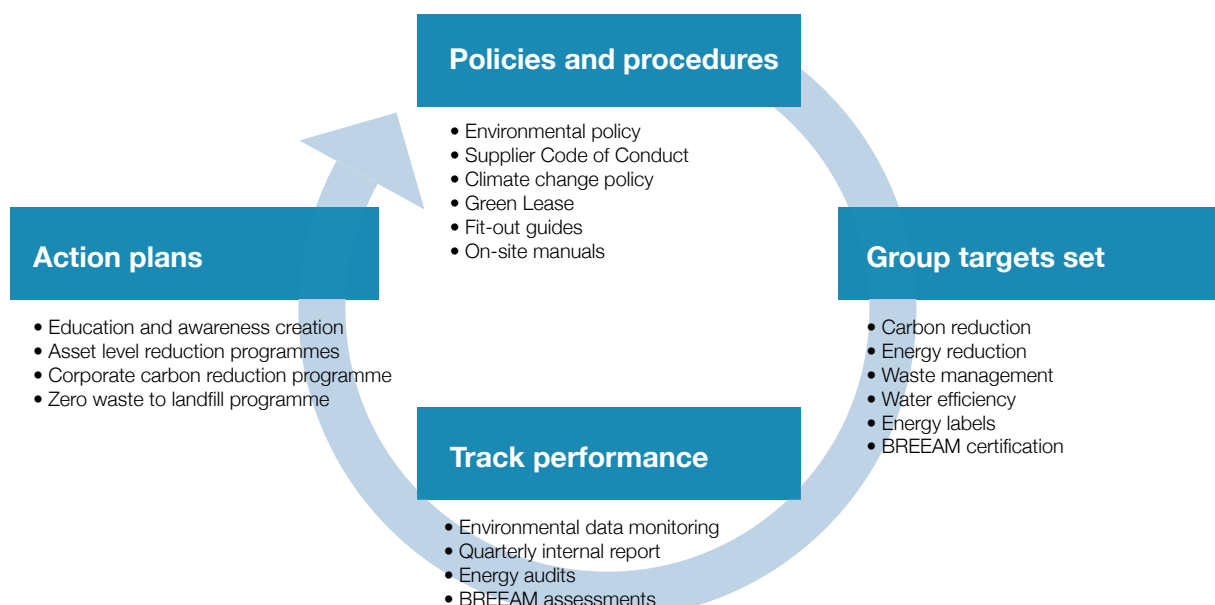 Policies and procedures
• Environmental policy
• Supplier Code of Conduct
• Climate change policy
• Green Lease
• Fit-out guides
• On-site manuals
Action plans
• Education and awareness creation
• Asset level reduction programmes
• Corporate carbon reduction programme
• Zero waste to landfill programme
Group targets set
• Carbon reduction
• Energy reduction
• Waste management
• Water efficiency
• Energy labels
• BREEAM certification
Track performance
• Environmental data monitoring
• Quarterly internal report
• Energy audits
• BREEAM assessments